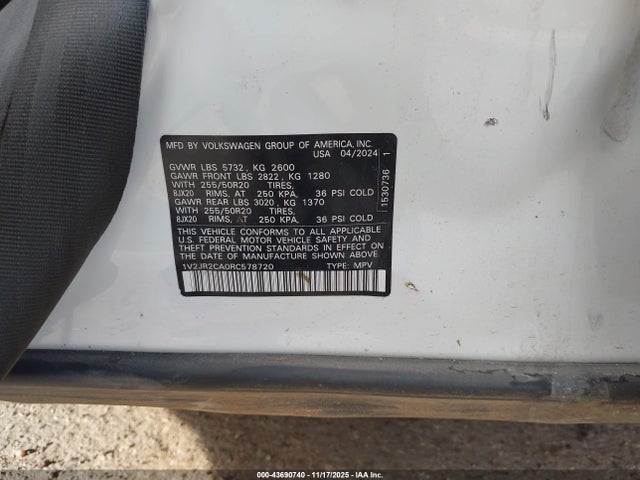 MFD BY VOLKSWAGEN GROUP OF AMERICA, INC.
USA 04/2024
GVWR LBS 5732 , KG 2600
GAWR FRONT LBS 2822 , KG 1280
WITH 255/50R20 TIRES,
8JX20 RIMS, AT 250 KPA, 36 PSI COLD
GAWR REAR LBS 3020 , KG 1370
WITH 255/50R20 TIRES,
8JX20 RIMS, AT 250 KPA, 36 PSI COLD
THIS VEHICLE CONFORMS TO ALL APPLICABLE
U.S. FEDERAL MOTOR VEHICLE SAFETY AND
THEFT PREVENTION STANDARDS IN EFFECT ON
THE DATE OF MANUFACTURE SHOWN ABOVE.
1V2JR2CA0RC578720 TYPE: MPV
1530736 1
000-43690740 - 11/17/2025 - IAA Inc.